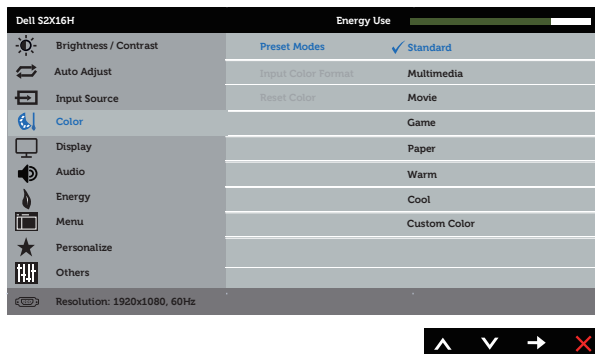 Dell S2X16H Energy Use
Brightness / Contrast Preset Modes Standard
Auto Adjust Input Color Format Multimedia
Input Source Reset Color Movie
Color Game
Display Paper
Audio Warm
Energy Cool
Menu Custom Color
Personalize
Others
Resolution: 1920x1080, 60Hz